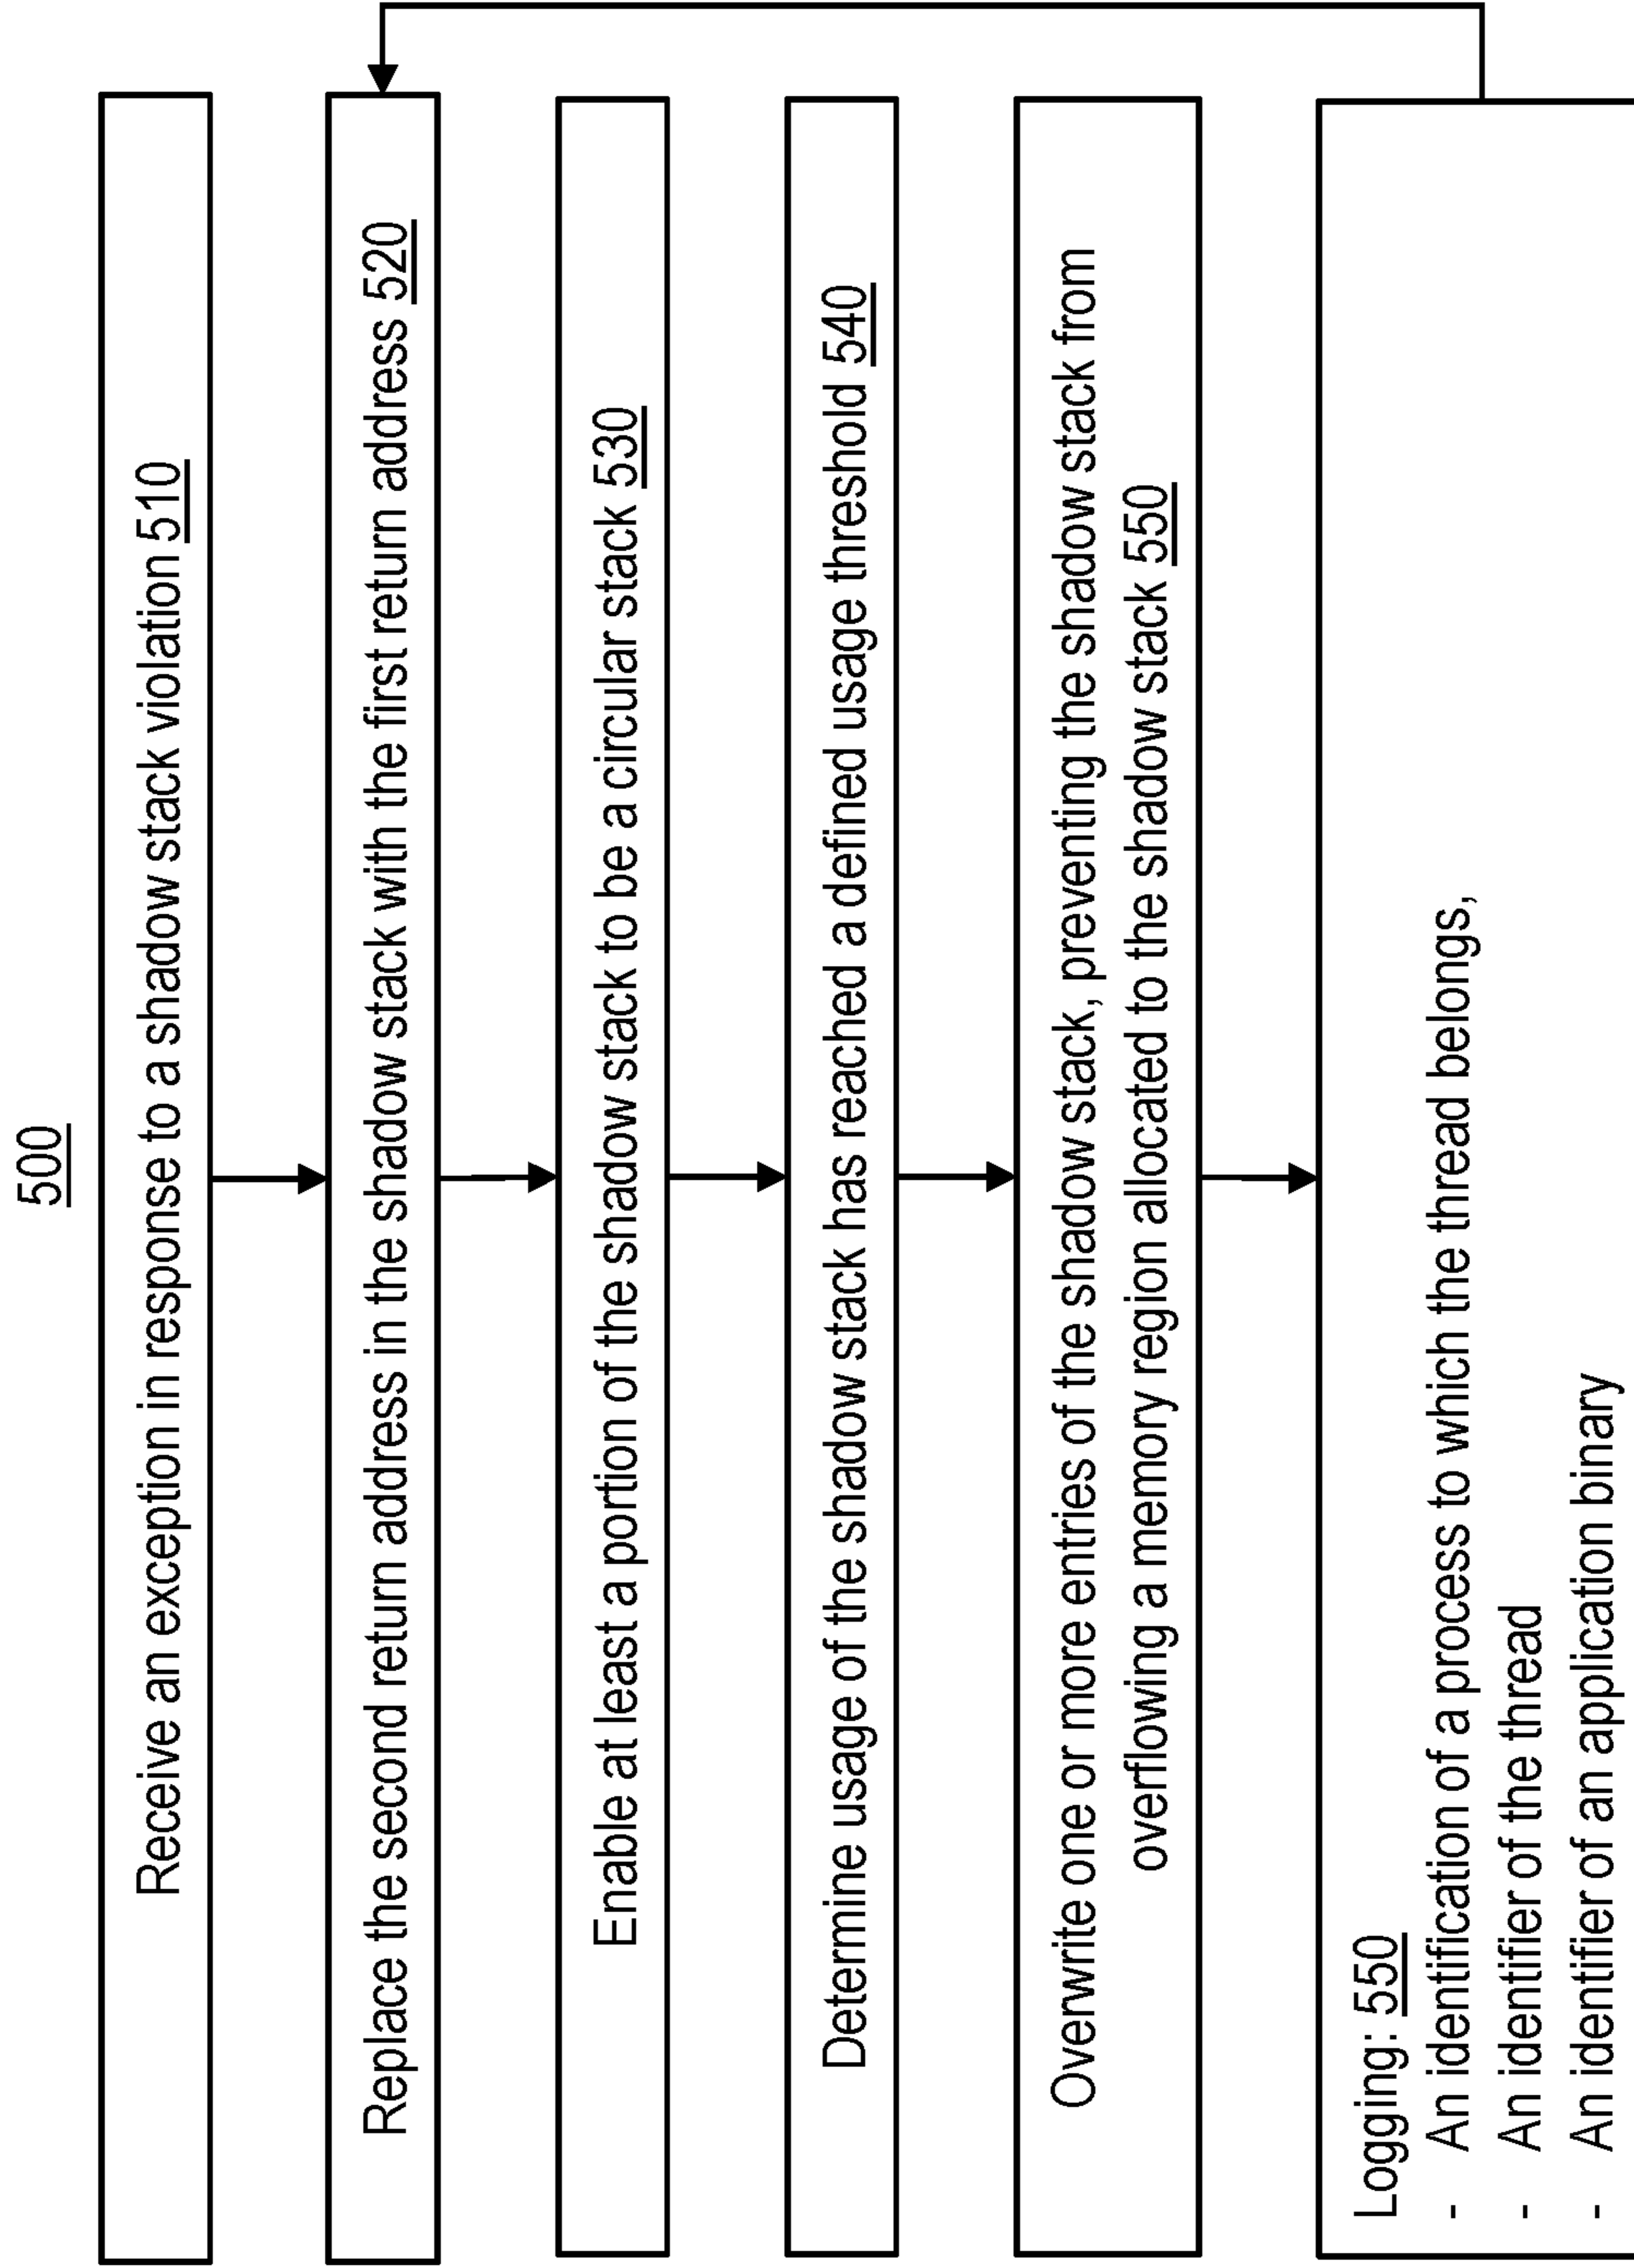 500
Receive an exception in response to a shadow stack violation 510
Replace the second return address in the shadow stack with the first return address 520
Enable at least a portion of the shadow stack to be a circular stack 530
Determine usage of the shadow stack has reached a defined usage threshold 540
Overwrite one or more entries of the shadow stack, preventing the shadow stack from
overflowing a memory region allocated to the shadow stack 550
Logging: 550
- An identification of a process to which the thread belongs,
- An identifier of the thread
- An identifier of an application binary